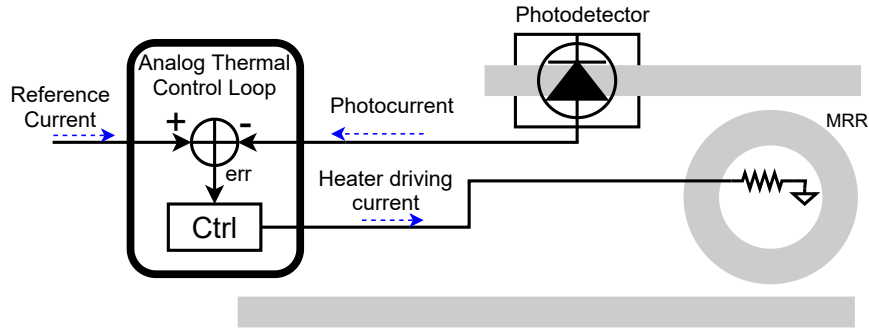 Photodetector
Analog Thermal
Control Loop
Reference
Current
Photocurrent
MRR
+
-
err
Heater driving
current
Ctrl